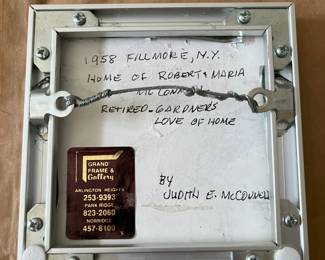 1958 FILLMORE, N.Y.
HOME OF ROBERT & MARIA
RETIRED-GARDNERS
LOVE OF HOME
GRAND
FRAME &
Gallery
ARLINGTON HEIGHTS
253-9393
PARK RIDGE
823-2060
NORRIDGE
457-8100
BY
JUDITH E. McCONNELL